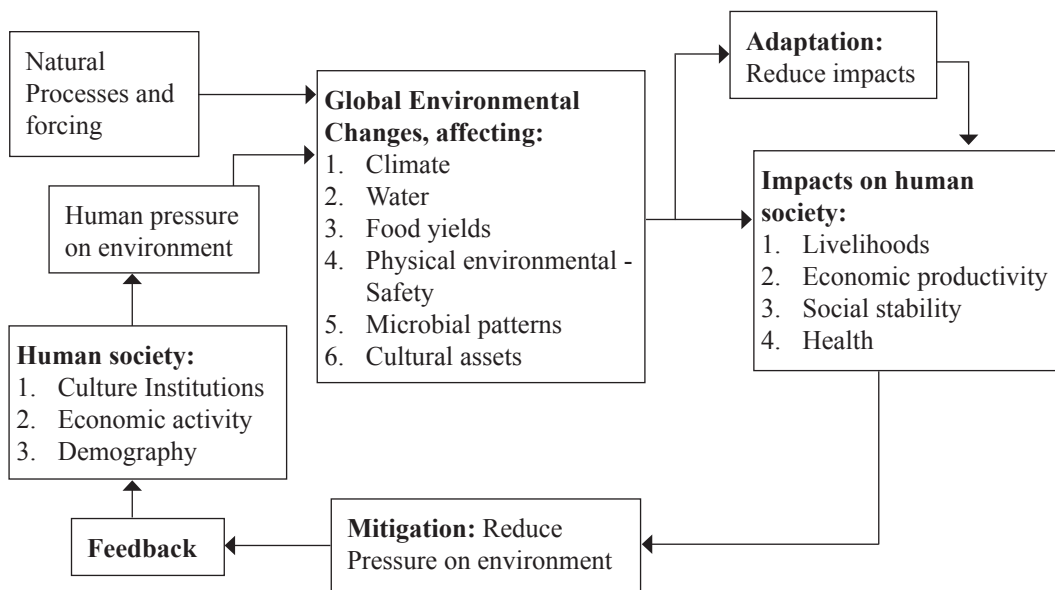 Natural
Processes and
forcing
Human pressure
on environment
Human society:
1. Culture Institutions
2. Economic activity
3. Demography
Feedback
Global Environmental
Changes, affecting:
1. Climate
2. Water
3. Food yields
4. Physical environmental -
Safety
5. Microbial patterns
6. Cultural assets
Adaptation:
Reduce impacts
Impacts on human
society:
1. Livelihoods
2. Economic productivity
3. Social stability
4. Health
Mitigation: Reduce
Pressure on environment